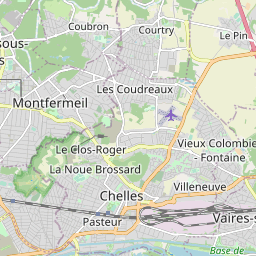 Coubron
Courtry
Le Pin
sous-
s
Les Coudreaux
Montfermeil
Le Clos-Roger
Vieux Colombie
- Fontaine
La Noue Brossard
Villeneuve
Chelles
Pasteur
Vaires-s
Base de